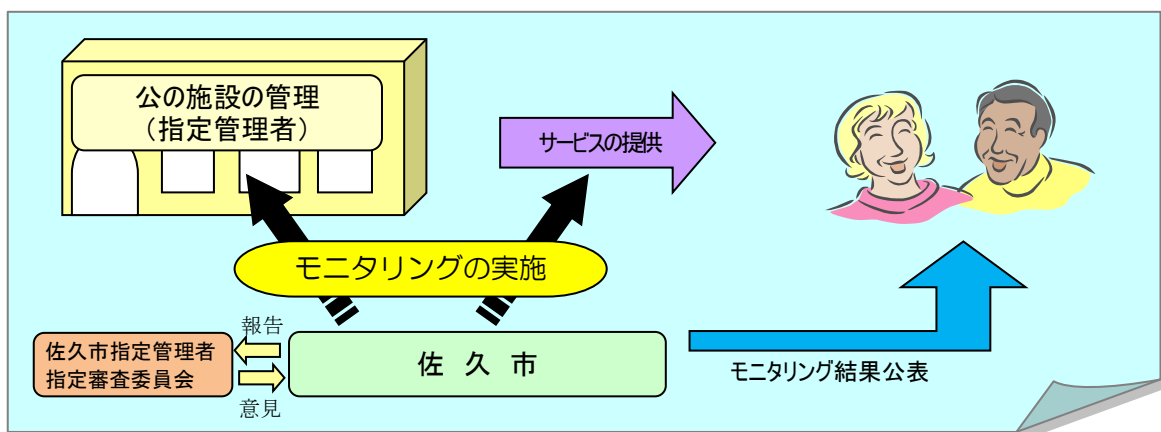 公の施設の管理
（指定管理者）
サービスの提供
モニタリングの実施
報告
佐久市指定管理者
指定審査委員会
意見
佐　久　市
モニタリング結果公表